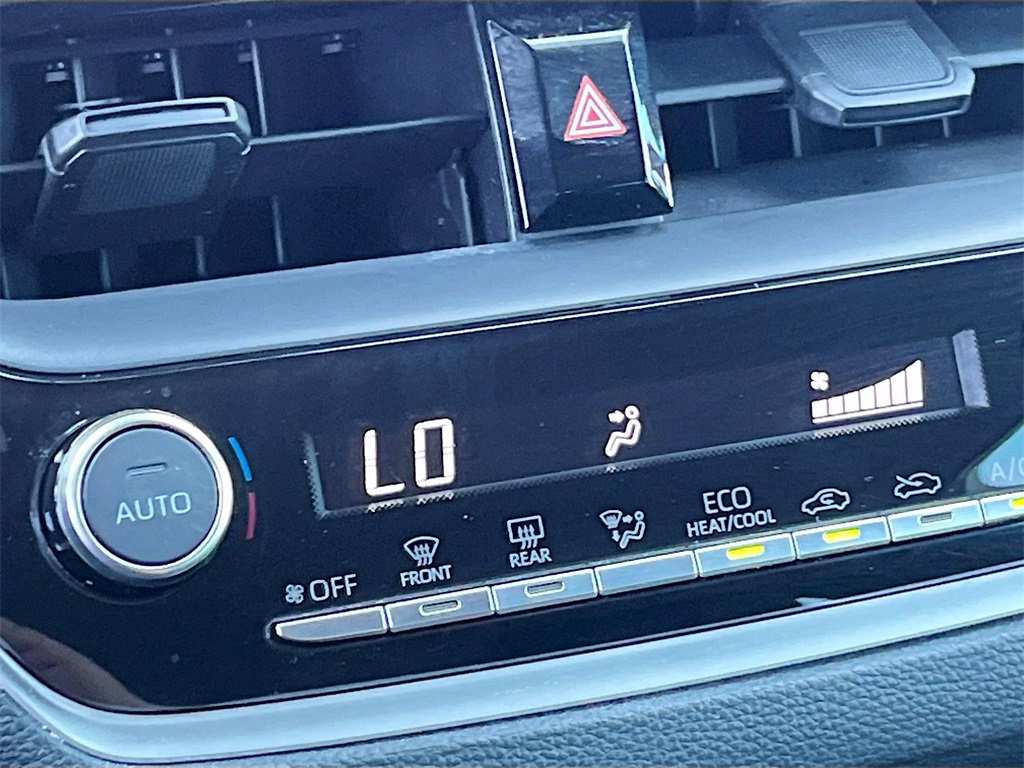 LO
AUTO
OFF
FRONT
REAR
ECO
HEAT/COOL
A/C